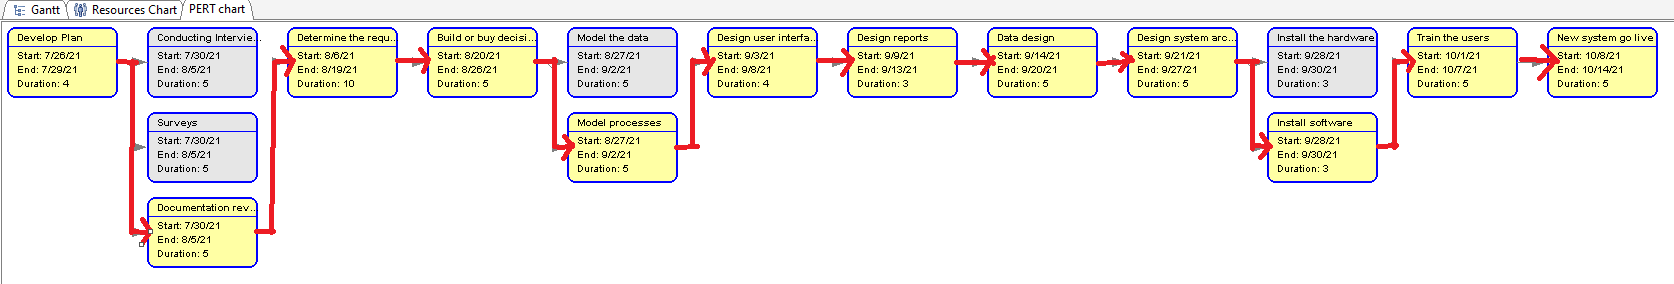 Gantt
Resources Chart
PERT chart
Develop Plan
Start: 7/26/21
End: 7/29/21
Duration: 4
Conducting Intervie...
Start: 7/30/21
End: 8/5/21
Duration: 5
Surveys
Start: 7/30/21
End: 8/5/21
Duration: 5
Documentation rev...
Start: 7/30/21
End: 8/5/21
Duration: 5
Determine the requ...
Start: 8/6/21
End: 8/19/21
Duration: 10
Build or buy decisi...
Start: 8/20/21
End: 8/26/21
Duration: 5
Model the data
Start: 8/27/21
End: 9/2/21
Duration: 5
Model processes
Start: 8/27/21
End: 9/2/21
Duration: 5
Design user interfa...
Start: 9/3/21
End: 9/8/21
Duration: 4
Design reports
Start: 9/9/21
End: 9/13/21
Duration: 3
Data design
Start: 9/14/21
End: 9/20/21
Duration: 5
Design system arc...
Start: 9/21/21
End: 9/27/21
Duration: 5
Install the hardware
Start: 9/28/21
End: 9/30/21
Duration: 3
Install software
Start: 9/28/21
End: 9/30/21
Duration: 3
Train the users
Start: 10/1/21
End: 10/7/21
Duration: 5
New system go live
Start: 10/8/21
End: 10/14/21
Duration: 5